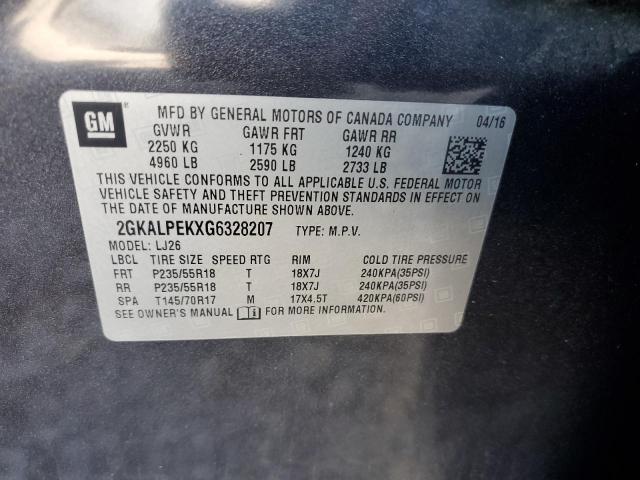 GM
MFD BY GENERAL MOTORS OF CANADA COMPANY 04/16
GVWR GAWR FRT GAWR RR
2250 KG 1175 KG 1240 KG
4960 LB 2590 LB 2733 LB
THIS VEHICLE CONFORMS TO ALL APPLICABLE U.S. FEDERAL MOTOR
VEHICLE SAFETY AND THEFT PREVENTION STANDARDS IN EFFECT ON
THE DATE OF MANUFACTURE SHOWN ABOVE.
2GKALPEKXG6328207 TYPE: M.P.V.
MODEL: LJ26
LBCL TIRE SIZE SPEED RTG RIM COLD TIRE PRESSURE
FRT P235/55R18 T 18X7J 240KPA(35PSI)
RR P235/55R18 T 18X7J 240KPA(35PSI)
SPA T145/70R17 M 17X4.5T 420KPA(60PSI)
SEE OWNER'S MANUAL FOR MORE INFORMATION.